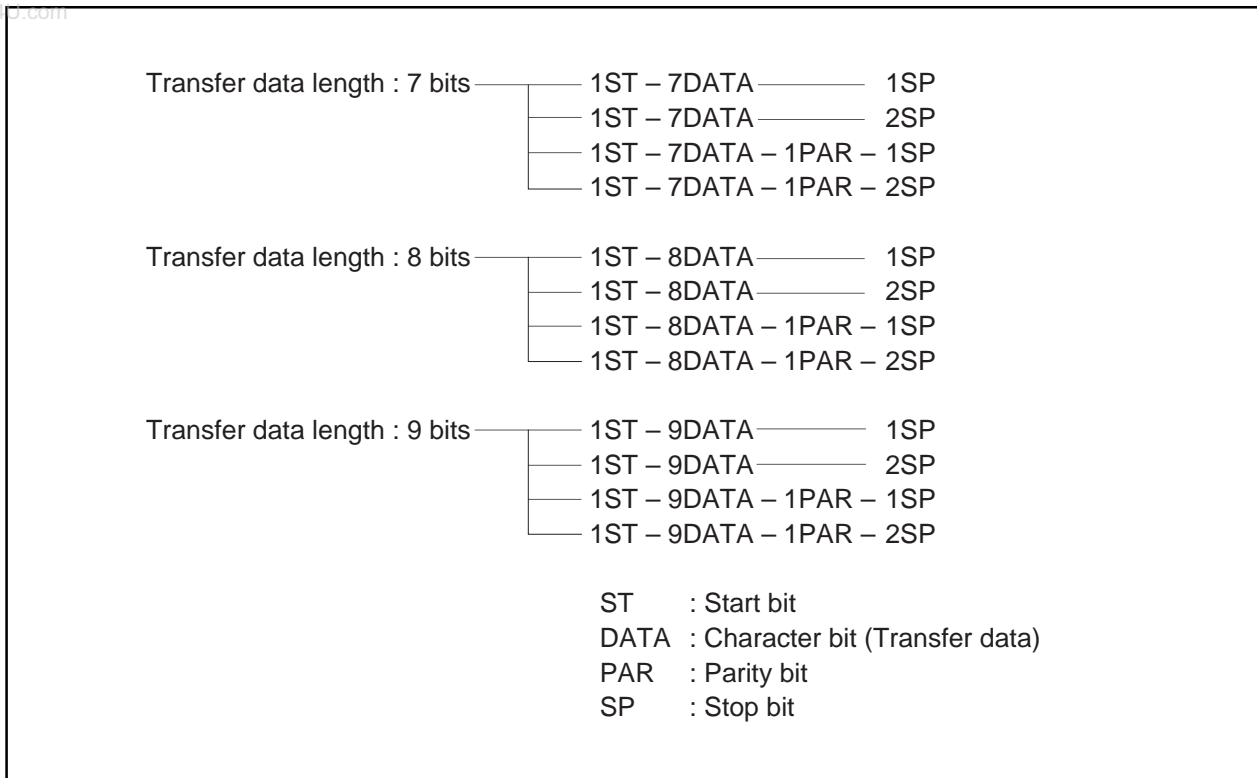 4U.com
Transfer data length : 7 bits 1ST – 7DATA 1SP
1ST – 7DATA 2SP
1ST – 7DATA – 1PAR – 1SP
1ST – 7DATA – 1PAR – 2SP
Transfer data length : 8 bits 1ST – 8DATA 1SP
1ST – 8DATA 2SP
1ST – 8DATA – 1PAR – 1SP
1ST – 8DATA – 1PAR – 2SP
Transfer data length : 9 bits 1ST – 9DATA 1SP
1ST – 9DATA 2SP
1ST – 9DATA – 1PAR – 1SP
1ST – 9DATA – 1PAR – 2SP
ST : Start bit
DATA : Character bit (Transfer data)
PAR : Parity bit
SP : Stop bit